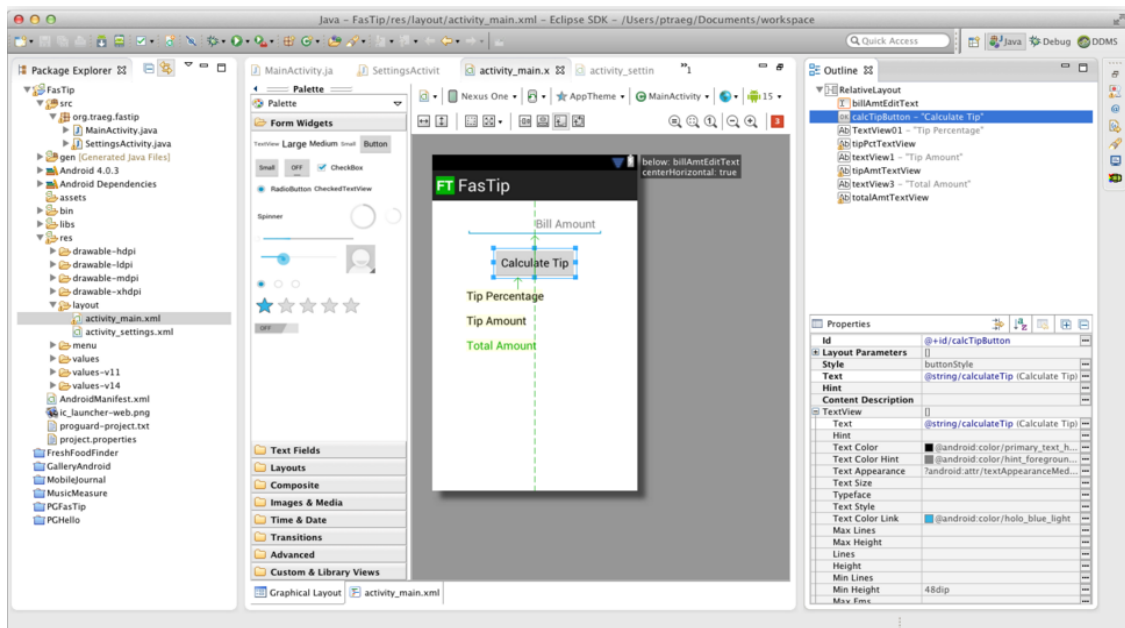 Java – FasTip/res/layout/activity_main.xml – Eclipse SDK – /Users/ptraeg/Documents/workspace
Quick Access
Java
Debug
DDMS
Package Explorer
FasTip
src
org.traeg.fastip
MainActivity.java
SettingsActivity.java
gen [Generated Java Files]
Android 4.0.3
Android Dependencies
assets
bin
libs
res
drawable-hdpi
drawable-ldpi
drawable-mdpi
drawable-xhdpi
layout
activity_main.xml
activity_settings.xml
menu
values
values-v11
values-v14
AndroidManifest.xml
ic_launcher-web.png
proguard-project.txt
project.properties
FreshFoodFinder
GalleryAndroid
MobileJournal
MusicMeasure
PGFasTip
PGHello
MainActivity.ja
SettingsActivit
activity_main.x
activity_settin
"1
Palette
Palette
Form Widgets
TextView Large Medium Small Button
Small OFF CheckBox
RadioButton CheckedTextView
Spinner
OFF
Text Fields
Layouts
Composite
Images & Media
Time & Date
Transitions
Advanced
Custom & Library Views
Graphical Layout
activity_main.xml
Nexus One
AppTheme
MainActivity
15
3
below: billAmtEditText
centerHorizontal: true
FT FasTip
Bill Amount
Calculate Tip
Tip Percentage
Tip Amount
Total Amount
Outline
RelativeLayout
billAmtEditText
calcTipButton – "Calculate Tip"
Ab TextView01 – "Tip Percentage"
Ab tipPctTextView
Ab textView1 – "Tip Amount"
Ab tipAmtTextView
Ab textView3 – "Total Amount"
Ab totalAmtTextView
Properties
Id @+id/calcTipButton
Layout Parameters []
Style buttonStyle
Text @string/calculateTip (Calculate Tip)
Hint
Content Description
TextView []
Text @string/calculateTip (Calculate Tip)
Hint
Text Color @android:color/primary_text_h...
Text Color Hint @android:color/hint_foregroun...
Text Appearance ?android:attr/textAppearanceMed...
Text Size
Typeface
Text Style
Text Color Link @android:color/holo_blue_light
Max Lines
Max Height
Lines
Height
Min Lines
Min Height 48dip
Max Ems